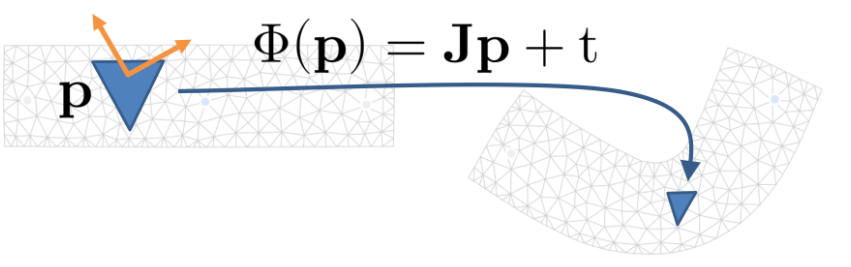 Φ(𝐩) = 𝐉𝐩 + t
𝐩